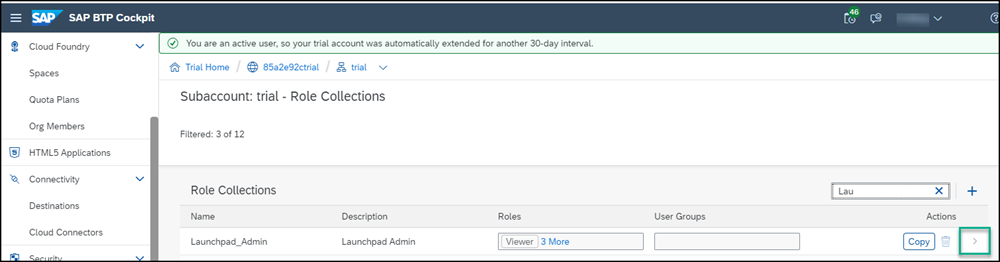 SAP SAP BTP Cockpit 46
Cloud Foundry
Spaces
Quota Plans
Org Members
HTML5 Applications
Connectivity
Destinations
Cloud Connectors
Security
You are an active user, so your trial account was automatically extended for another 30-day interval.
Trial Home / 85a2e92ctrial / trial
Subaccount: trial - Role Collections
Filtered: 3 of 12
Role Collections Lau
Name Description Roles User Groups Actions
Launchpad_Admin Launchpad Admin Viewer 3 More Copy